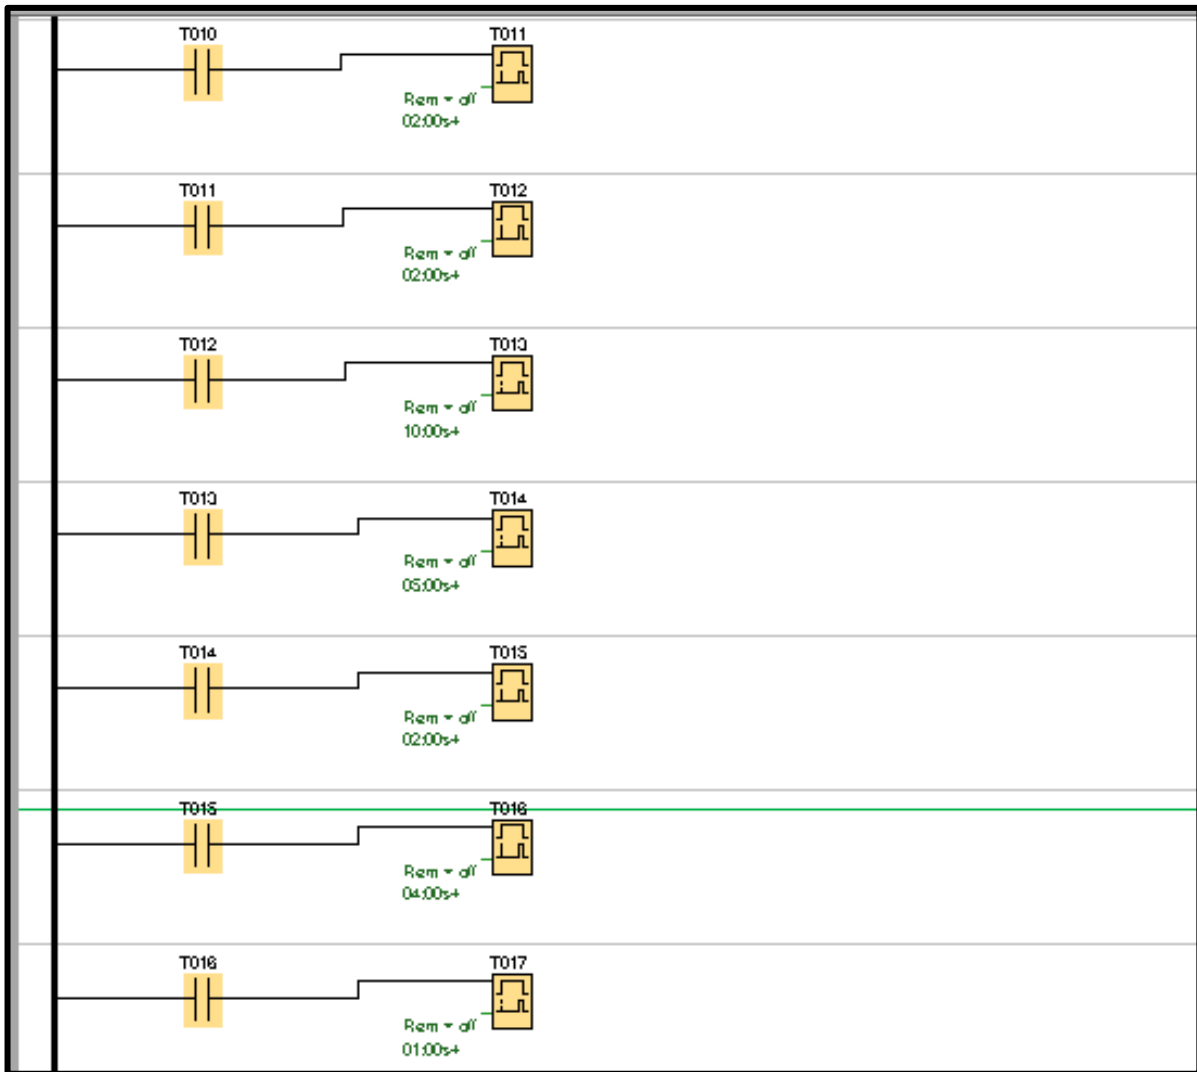 T010 T011
Rem = off
02:00s+
T011 T012
Rem = off
02:00s+
T012 T013
Rem = off
10:00s+
T013 T014
Rem = off
05:00s+
T014 T015
Rem = off
02:00s+
T015 T016
Rem = off
04:00s+
T016 T017
Rem = off
01:00s+